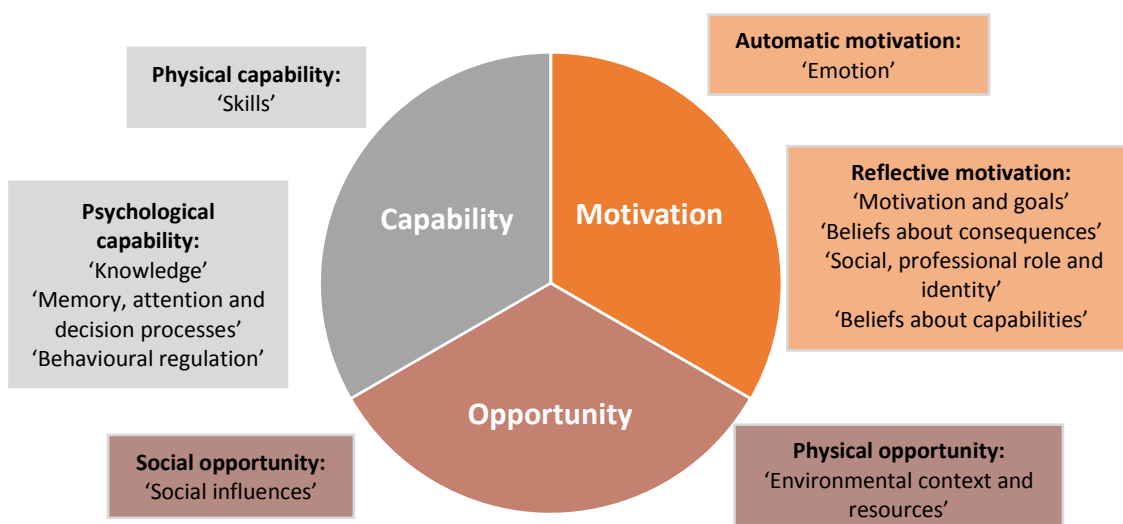 Automatic motivation:
‘Emotion’
Physical capability:
‘Skills’
Reflective motivation:
‘Motivation and goals’
‘Beliefs about consequences’
‘Social, professional role and
identity’
‘Beliefs about capabilities’
Psychological
capability:
‘Knowledge’
‘Memory, attention and
decision processes’
‘Behavioural regulation’
Capability
Motivation
Opportunity
Social opportunity:
‘Social influences’
Physical opportunity:
‘Environmental context and
resources’